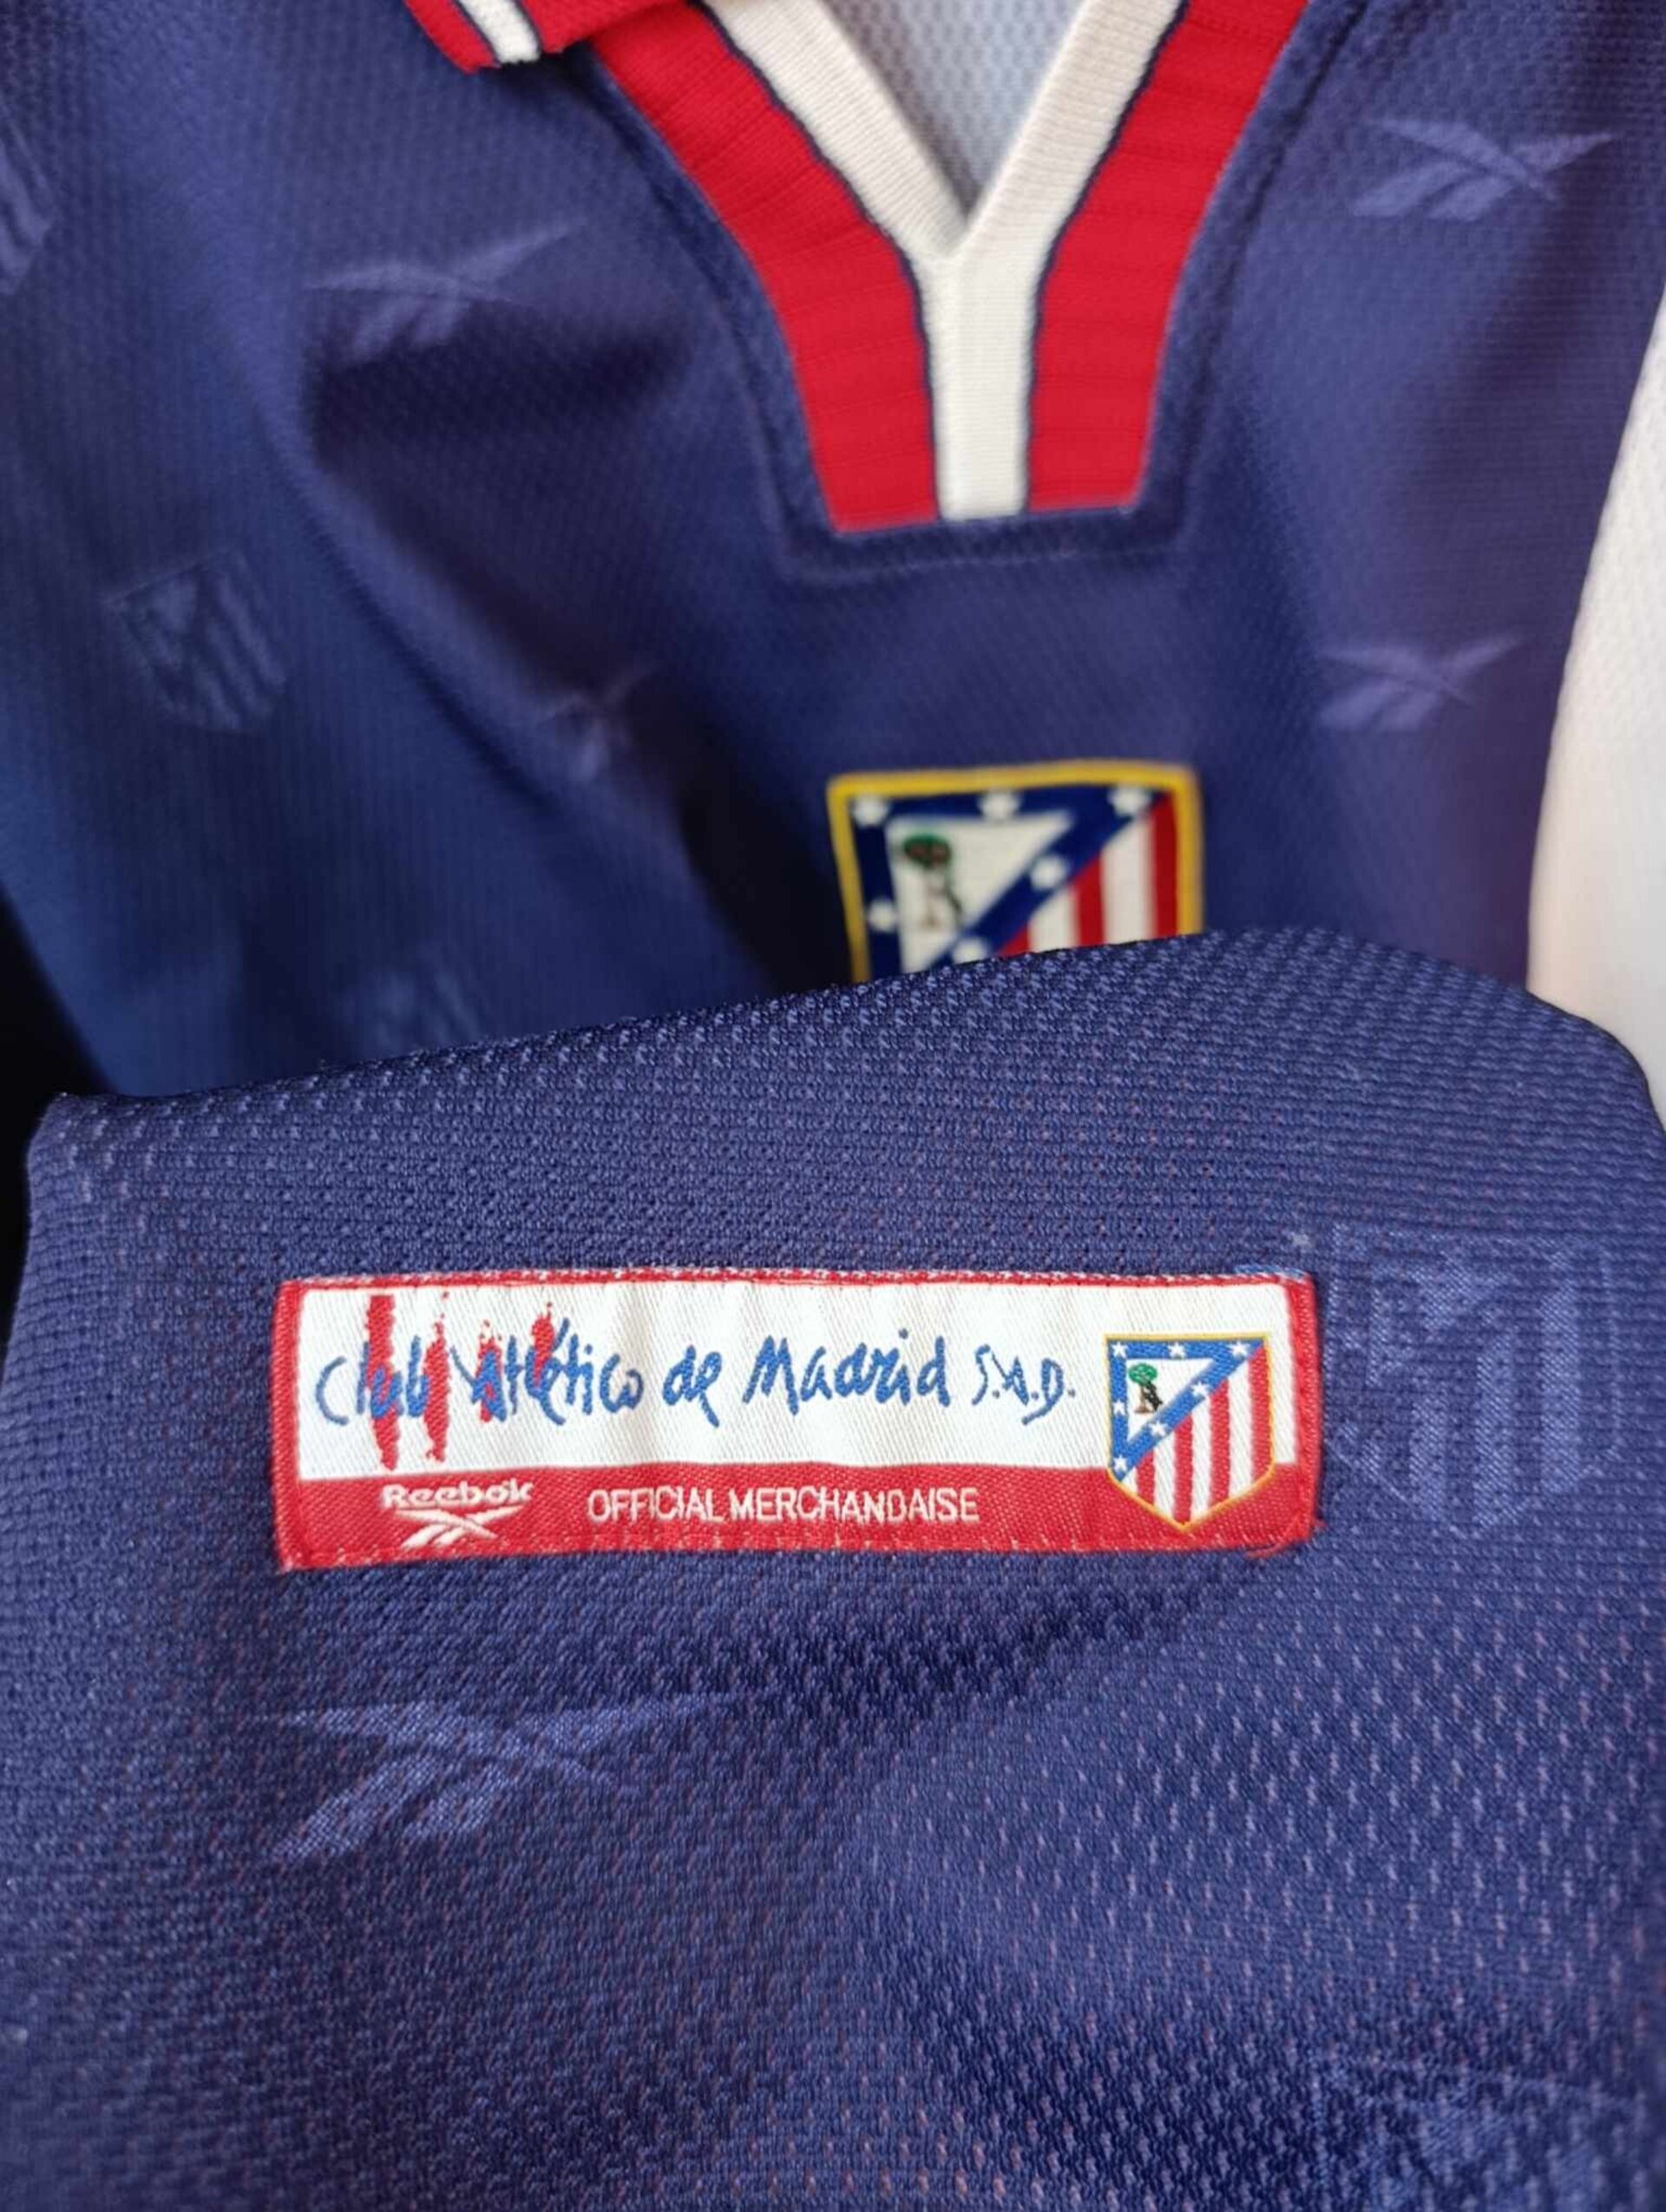 Club Atlético de Madrid S.A.D.
Reebok OFFICIAL MERCHANDAISE